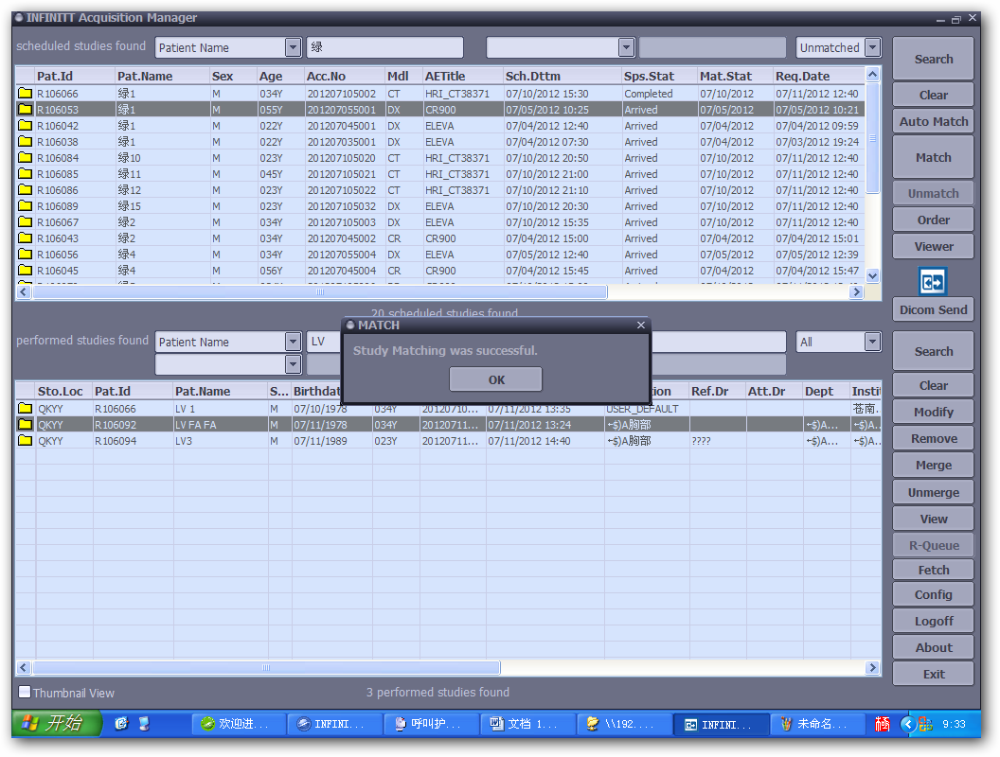 INFINITT Acquisition Manager
scheduled studies found Patient Name 绿 Unmatched Search
Pat.Id Pat.Name Sex Age Acc.No Mdl AETitle Sch.Dttm Sps.Stat Mat.Stat Req.Date
R106066 绿1 M 034Y 201207105002 CT HRI_CT38371 07/10/2012 15:30 Completed 07/10/2012 07/11/2012 12:40 Clear
R106053 绿1 M 055Y 201207055001 DX CR900 07/05/2012 10:25 Arrived 07/05/2012 07/05/2012 10:21
R106042 绿1 M 022Y 201207045001 DX ELEVA 07/04/2012 12:40 Arrived 07/04/2012 07/04/2012 09:59 Auto Match
R106038 绿1 M 022Y 201207035001 DX ELEVA 07/04/2012 07:30 Arrived 07/04/2012 07/03/2012 19:24
R106084 绿10 M 023Y 201207105020 CT HRI_CT38371 07/10/2012 20:50 Arrived 07/10/2012 07/11/2012 12:40 Match
R106085 绿11 M 045Y 201207105021 CT HRI_CT38371 07/10/2012 21:00 Arrived 07/10/2012 07/11/2012 12:40
R106086 绿12 M 023Y 201207105022 CT HRI_CT38371 07/10/2012 21:10 Arrived 07/10/2012 07/11/2012 12:40 Unmatch
R106089 绿15 M 023Y 201207105032 DX ELEVA 07/10/2012 20:30 Arrived 07/10/2012 07/11/2012 12:40
R106067 绿2 M 034Y 201207105003 DX ELEVA 07/10/2012 15:35 Arrived 07/10/2012 07/11/2012 12:40 Order
R106043 绿2 M 023Y 201207045002 CR CR900 07/04/2012 15:00 Arrived 07/04/2012 07/04/2012 15:01
R106056 绿4 M 034Y 201207055004 DX ELEVA 07/05/2012 12:40 Arrived 07/05/2012 07/05/2012 12:39 Viewer
R106045 绿4 M 056Y 201207045004 CR CR900 07/04/2012 15:45 Arrived 07/04/2012 07/04/2012 15:47
20 scheduled studies found Dicom Send
MATCH
performed studies found Patient Name LV All
Study Matching was successful. Search
OK
Sto.Loc Pat.Id Pat.Name S... Birthdat ion Ref.Dr Att.Dr Dept Instit Clear
QKYY R106066 LV 1 M 07/10/1978 034Y 20120710... 07/11/2012 13:35 USER_DEFAULT 苍南... Modify
QKYY R106092 LV FA FA M 07/11/1978 034Y 20120711... 07/11/2012 13:24 ←$)A胸部 ←$)A... ←$)A...
QKYY R106094 LV3 M 07/11/1989 023Y 20120711... 07/11/2012 14:40 ←$)A胸部 ???? ←$)A... ←$)A... Remove
Merge
Unmerge
View
R-Queue
Fetch
Config
Logoff
About
Exit
Thumbnail View 3 performed studies found
开始 欢迎进... INFINI... 呼叫护... 文档 1... \\192.... INFINI... 未命名... 9:33